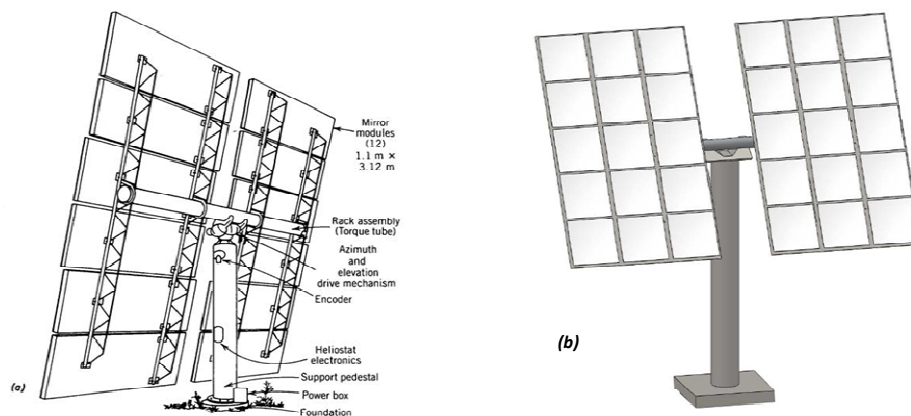 Mirror
modules
(12)
1.1 m ×
3.12 m
Rack assembly
(Torque tube)
Azimuth
and
elevation
drive mechanism
Encoder
Heliostat
electronics
Support pedestal
Power box
Foundation
(a)
(b)